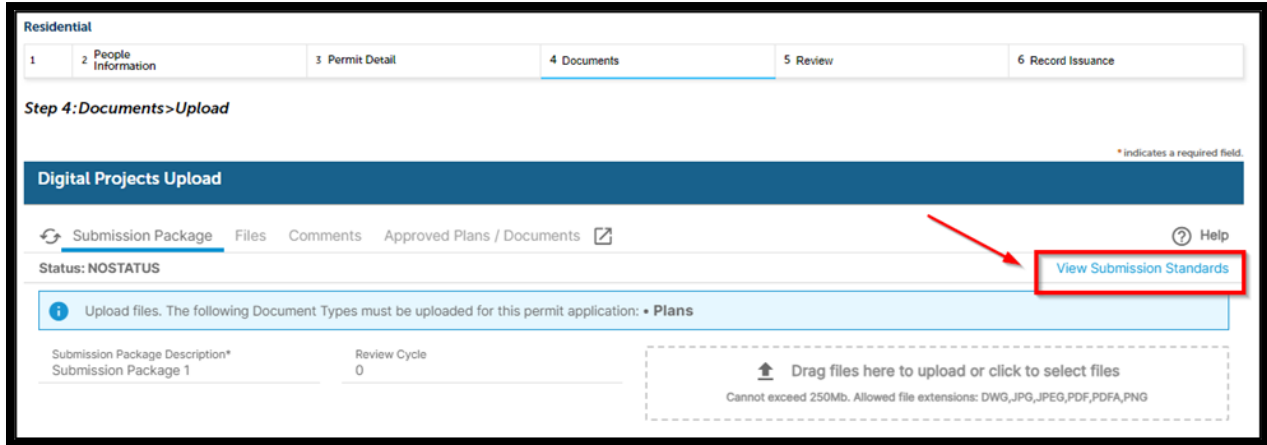 Residential
1
2 People Information
3 Permit Detail
4 Documents
5 Review
6 Record Issuance
Step 4:Documents>Upload
* indicates a required field.
Digital Projects Upload
Submission Package Files Comments Approved Plans / Documents
? Help
Status: NOSTATUS
View Submission Standards
i Upload files. The following Document Types must be uploaded for this permit application: • Plans
Submission Package Description*
Submission Package 1
Review Cycle
0
Drag files here to upload or click to select files
Cannot exceed 250Mb. Allowed file extensions: DWG,JPG,JPEG,PDF,PDFA,PNG